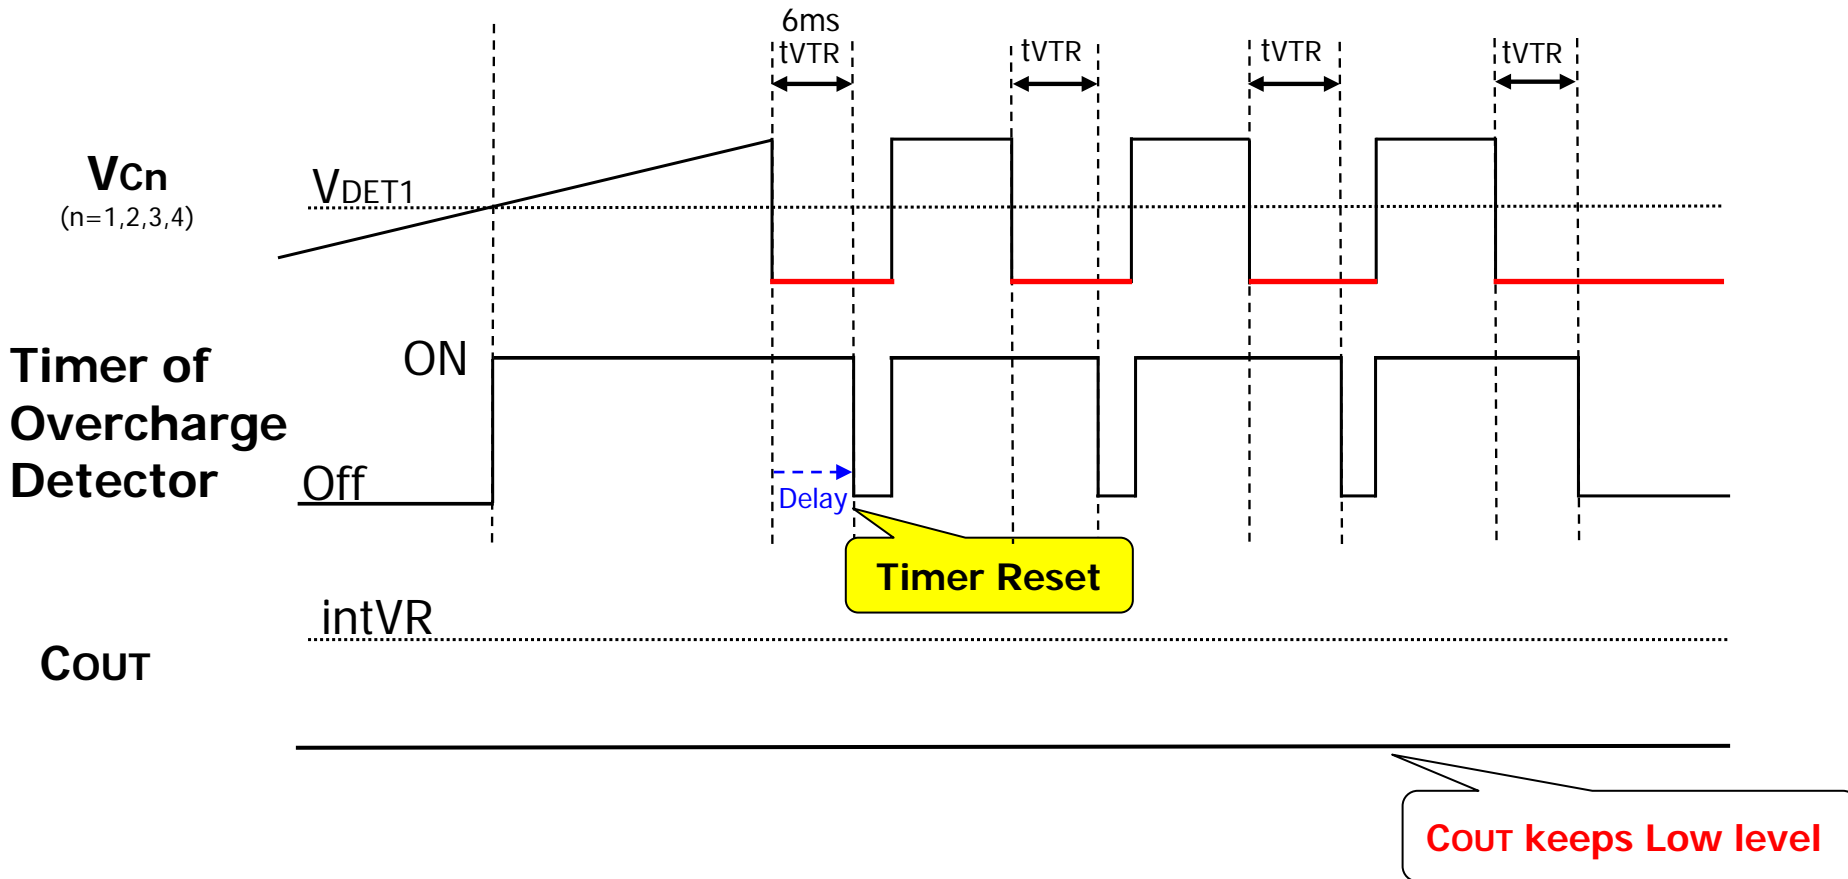 6ms
tVTR
tVTR
tVTR
tVTR
VCn
(n=1,2,3,4)
VDET1
Timer of
Overcharge
Detector
ON
Off
Delay
Timer Reset
intVR
COUT
COUT keeps Low level